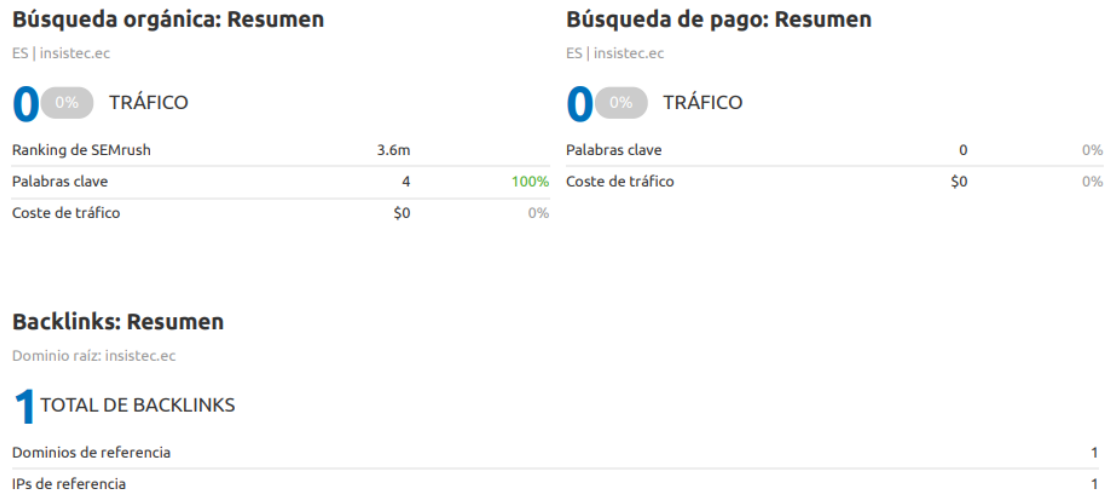 Búsqueda orgánica: Resumen
ES | insistec.ec
0 0% TRÁFICO
Ranking de SEMrush 3.6m
Palabras clave 4 100%
Coste de tráfico $0 0%
Búsqueda de pago: Resumen
ES | insistec.ec
0 0% TRÁFICO
Palabras clave 0 0%
Coste de tráfico $0 0%
Backlinks: Resumen
Dominio raíz: insistec.ec
1 TOTAL DE BACKLINKS
Dominios de referencia 1
IPs de referencia 1